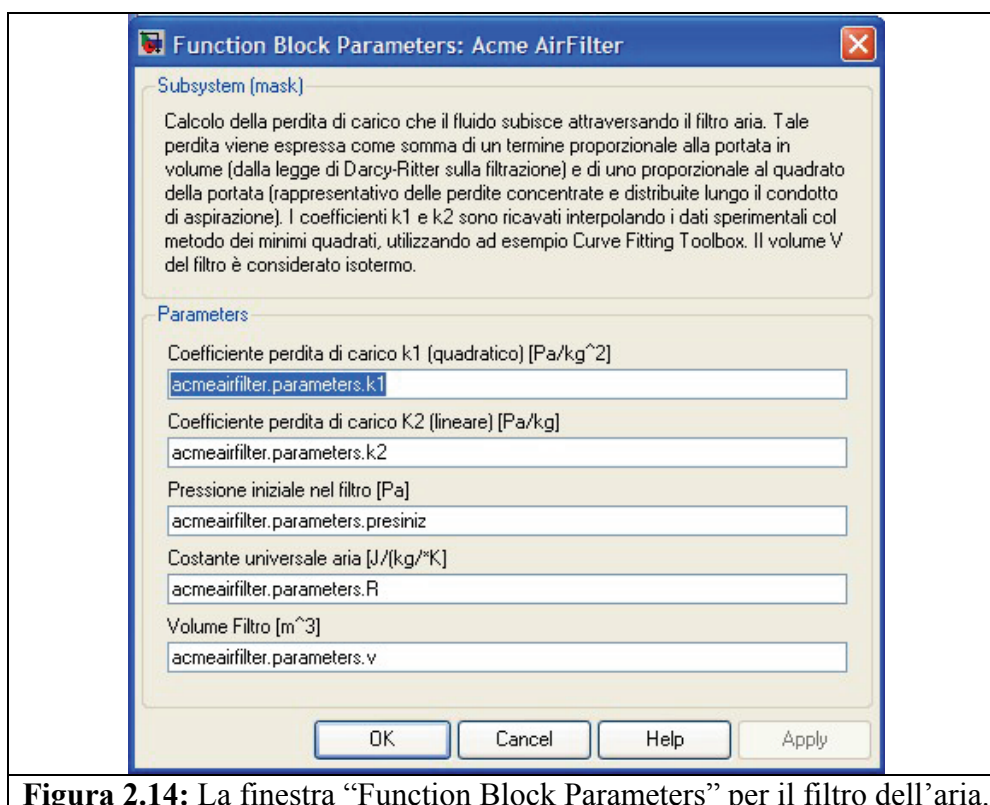 Function Block Parameters: Acme AirFilter
Subsystem (mask)
Calcolo della perdita di carico che il fluido subisce attraversando il filtro aria. Tale
perdita viene espressa come somma di un termine proporzionale alla portata in
volume (dalla legge di Darcy-Ritter sulla filtrazione) e di uno proporzionale al quadrato
della portata (rappresentativo delle perdite concentrate e distribuite lungo il condotto
di aspirazione). I coefficienti k1 e k2 sono ricavati interpolando i dati sperimentali col
metodo dei minimi quadrati, utilizzando ad esempio Curve Fitting Toolbox. Il volume V
del filtro è considerato isotermo.
Parameters
Coefficiente perdita di carico k1 (quadratico) [Pa/kg^2]
acmeairfilter.parameters.k1
Coefficiente perdita di carico K2 (lineare) [Pa/kg]
acmeairfilter.parameters.k2
Pressione iniziale nel filtro [Pa]
acmeairfilter.parameters.presiniz
Costante universale aria [J/(kg/*K]
acmeairfilter.parameters.R
Volume Filtro [m^3]
acmeairfilter.parameters.v
OK Cancel Help Apply
Figura 2.14: La finestra “Function Block Parameters” per il filtro dell’aria.